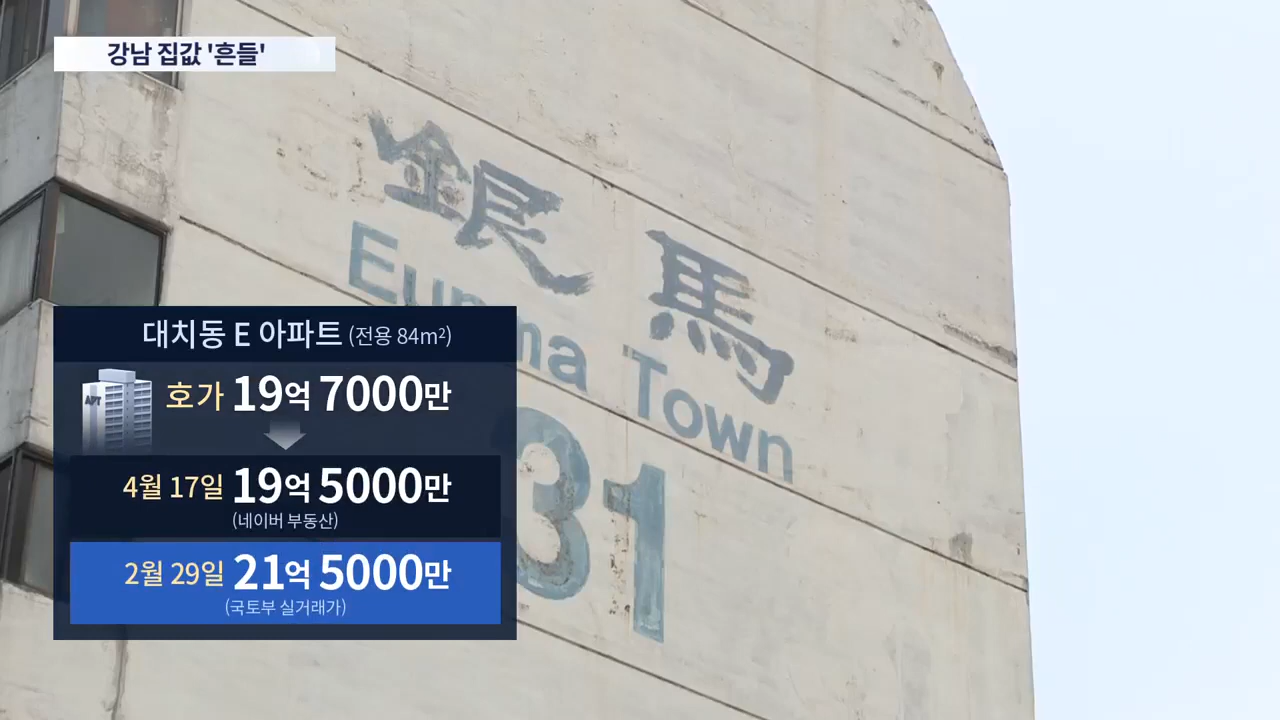 강남 집값 '흔들'
銀馬
Town
31
대치동 E 아파트 (전용 84m²)
APT
호가 19억 7000만
4월 17일 19억 5000만
(네이버 부동산)
2월 29일 21억 5000만
(국토부 실거래가)